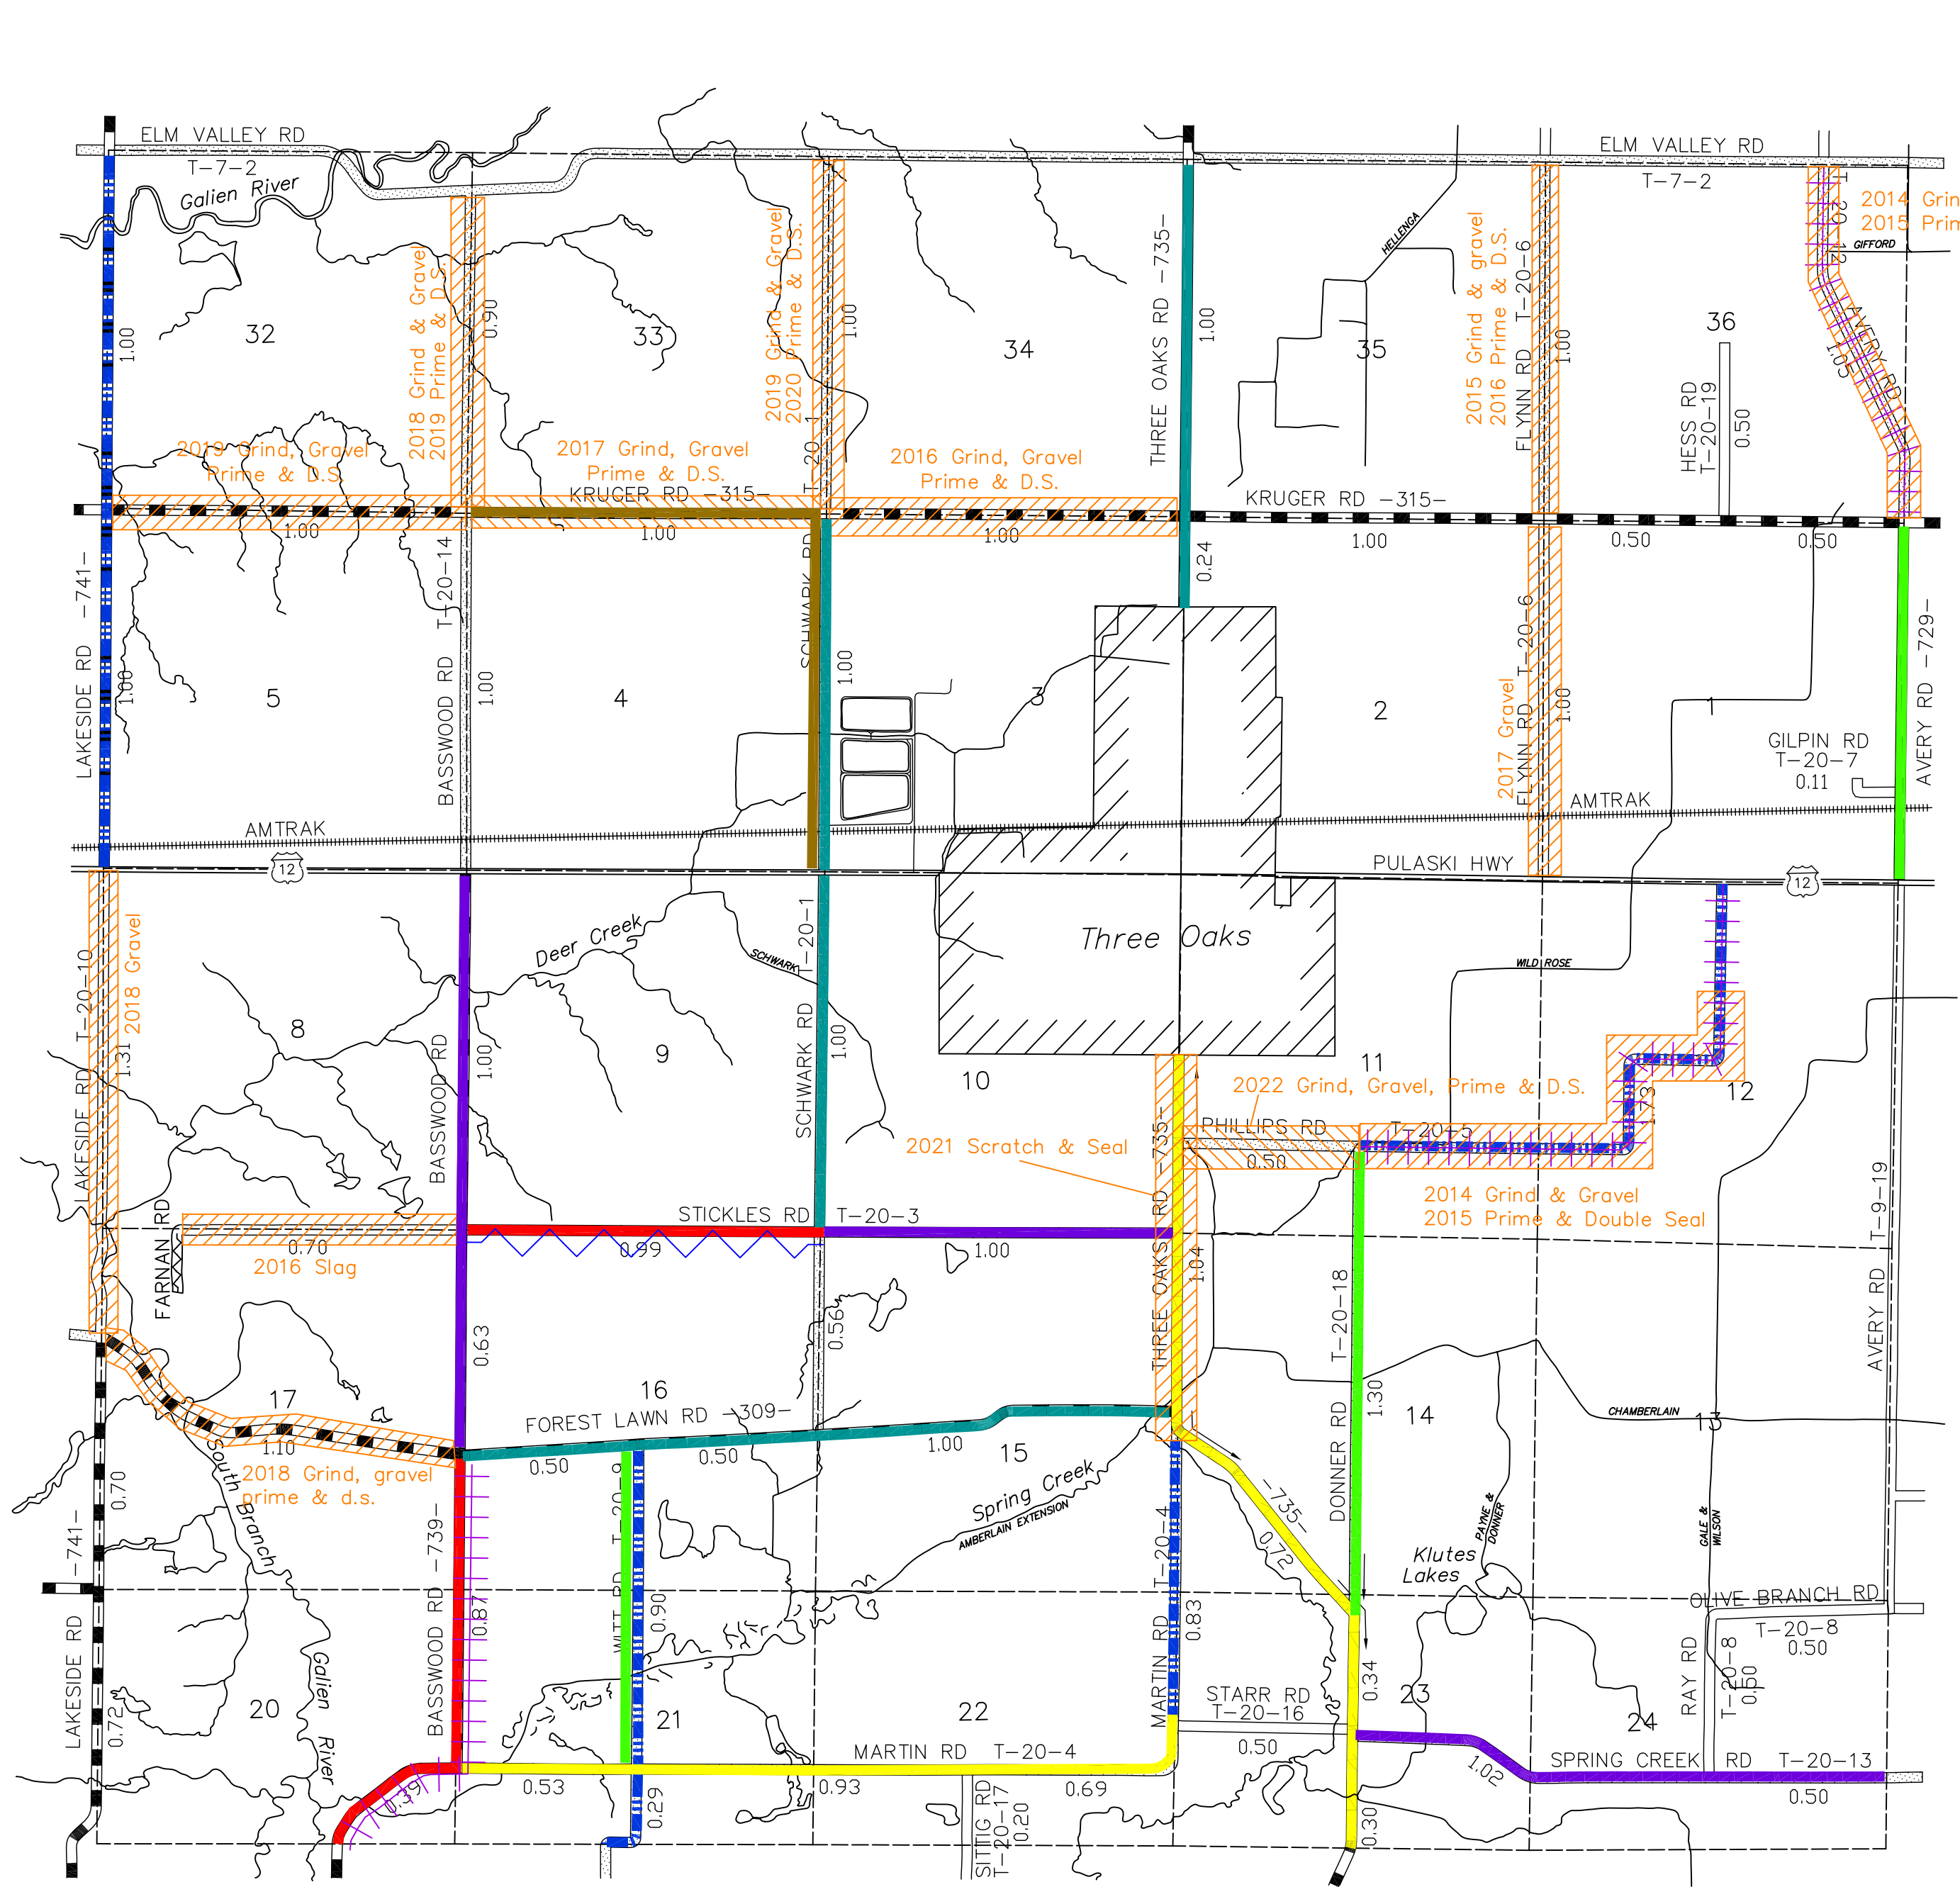 ELM VALLEY RD
ELM VALLEY RD
T-7-2
T-7-2
Galien River
2014 Grin
2015 Prim
T 20 12
GIFFORD
HELLENGA
THREE OAKS RD -735-
2018 Grind & Gravel
2019 Prime & D.S.
2019 Grind & Gravel
2020 Prime & D.S.
2015 Grind & gravel
2016 Prime & D.S.
FLYNN RD T-20-6
1.00
32
0.90
33
1.00
34
1.00
35
1.00
36
AVERY RD
1.05
HESS RD
T-20-19
0.50
2019 Grind, Gravel
Prime & D.S.
2017 Grind, Gravel
Prime & D.S.
2016 Grind, Gravel
Prime & D.S.
T 20 1
KRUGER RD -315-
KRUGER RD -315-
1.00
1.00
1.00
1.00
0.50
0.50
0.24
LAKESIDE RD -741-
1.00
5
BASSWOOD RD T-20-14
1.00
4
SCHWARK RD
1.00
3
2
2017 Gravel
FLYNN RD T-20-6
1.00
1
GILPIN RD
T-20-7
0.11
AVERY RD -729-
AMTRAK
AMTRAK
12
PULASKI HWY
12
Three Oaks
Deer Creek
SCHWARK
WILD ROSE
LAKESIDE RD T-20-10
2018 Gravel
1.31
8
BASSWOOD RD
1.00
9
SCHWARK RD T-20-1
1.00
10
11
12
2022 Grind, Gravel, Prime & D.S.
PHILLIPS RD
T-20-5
0.50
1.73
2021 Scratch & Seal
2014 Grind & Gravel
2015 Prime & Double Seal
THREE OAKS RD -735-
1.04
STICKLES RD T-20-3
0.70
0.99
1.00
2016 Slag
FARNAN RD
0.63
0.56
T-9-19
AVERY RD
17
16
FOREST LAWN RD -309-
1.10
0.50
0.50
1.00
15
2018 Grind, gravel
prime & d.s.
South Branch
Galien River
DONNER RD T-20-18
1.30
14
CHAMBERLAIN
13
Spring Creek
AMBERLAIN EXTENSION
-735-
0.72
PAYNE &
DONNER
GALE &
WILSON
Klutes
Lakes
LAKESIDE RD -741-
0.70
0.72
BASSWOOD RD -739-
0.87
WITT RD T-20-9
0.90
MARTIN RD T-20-4
0.83
OLIVE BRANCH RD
T-20-8
0.50
RAY RD
T-20-8
0.50
20
21
22
23
24
0.34
STARR RD
T-20-16
0.50
MARTIN RD T-20-4
0.53
0.93
0.69
0.39
0.29
SITTIG RD
T-20-17
0.20
SPRING CREEK RD T-20-13
1.02
0.50
0.30